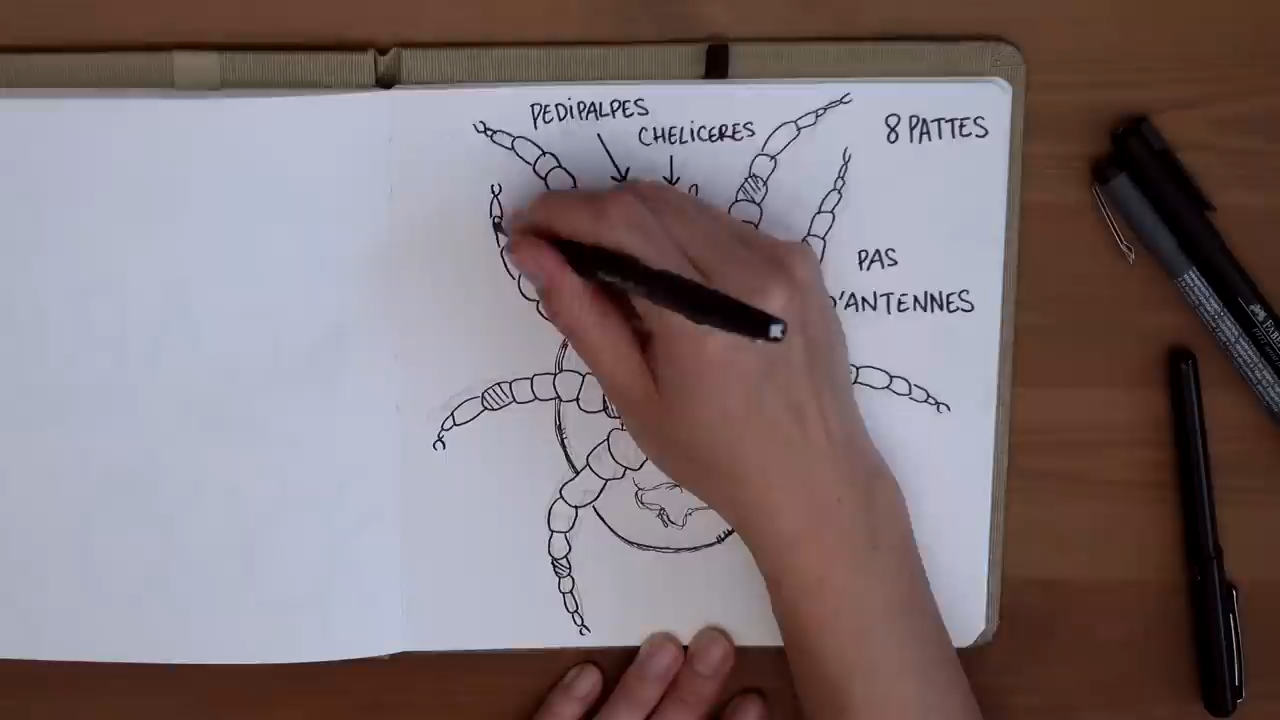 PEDIPALPES
CHELICERES
8 PATTES
PAS
D'ANTENNES